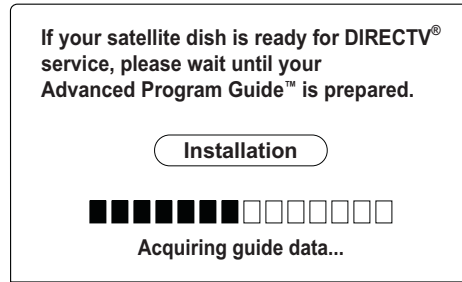 If your satellite dish is ready for DIRECTV®
service, please wait until your
Advanced Program Guide™ is prepared.
Installation
Acquiring guide data...